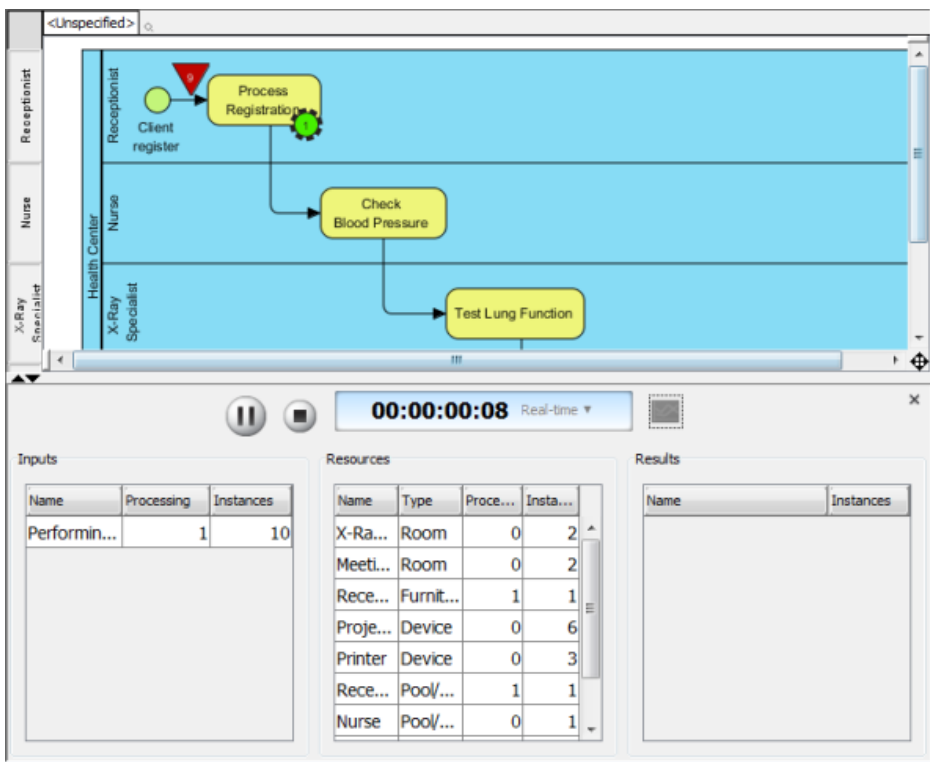 <Unspecified>
Receptionist
Nurse
X-Ray
Specialist
Health Center
Receptionist
Nurse
X-Ray
Specialist
9
Client
register
Process
Registration
1
Check
Blood Pressure
Test Lung Function
00:00:00:08 Real-time
Inputs
Name Processing Instances
Performin... 1 10
Resources
Name Type Proce... Insta...
X-Ra... Room 0 2
Meeti... Room 0 2
Rece... Furnit... 1 1
Proje... Device 0 6
Printer Device 0 3
Rece... Pool/... 1 1
Nurse Pool/... 0 1
Results
Name Instances